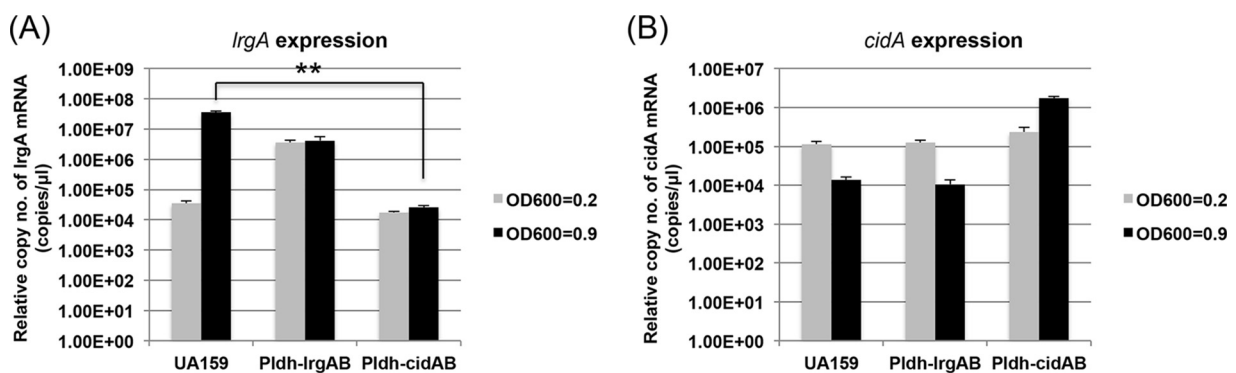 (A)
lrgA expression
**
Relative copy no. of lrgA mRNA
(copies/μl)
1.00E+09
1.00E+08
1.00E+07
1.00E+06
1.00E+05
1.00E+04
1.00E+03
1.00E+02
1.00E+01
1.00E+00
UA159
Pldh-lrgAB
Pldh-cidAB
OD600=0.2
OD600=0.9
(B)
cidA expression
Relative copy no. of cidA mRNA
(copies/μl)
1.00E+07
1.00E+06
1.00E+05
1.00E+04
1.00E+03
1.00E+02
1.00E+01
1.00E+00
UA159
Pldh-lrgAB
Pldh-cidAB
OD600=0.2
OD600=0.9